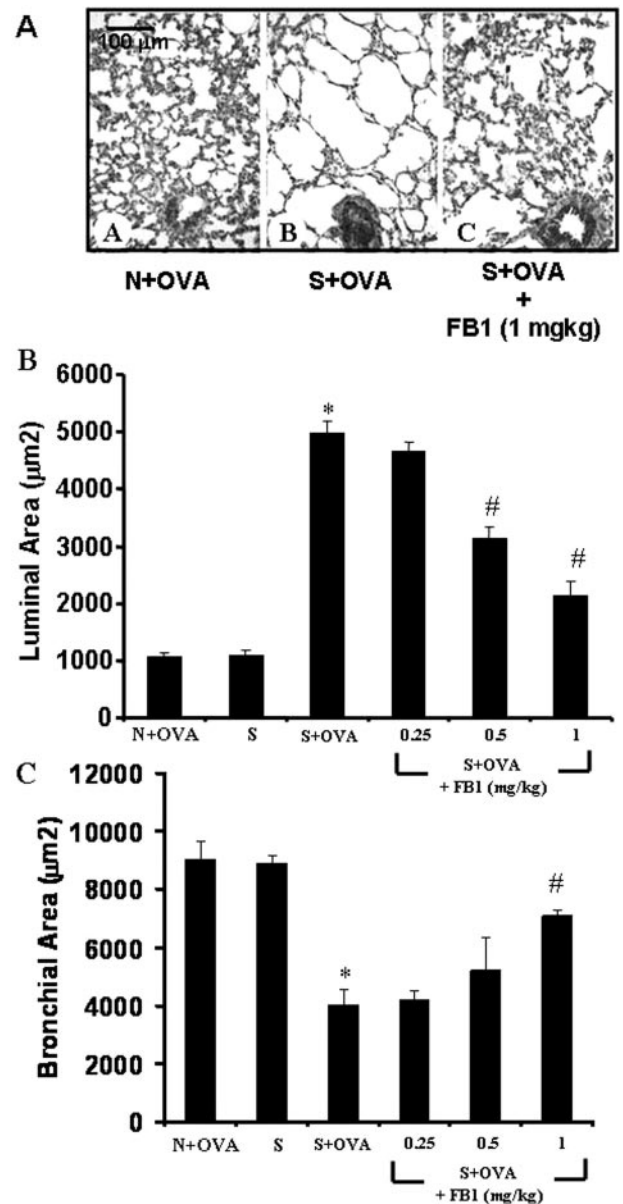 A
100 μm
A B C
N+OVA S+OVA S+OVA
+
FB1 (1 mgkg)
B
6000
5000
4000
3000
2000
1000
0
Luminal Area (μm2)
* # #
N+OVA S S+OVA 0.25 0.5 1
S+OVA
+ FB1 (mg/kg)
C
12000
10000
8000
6000
4000
2000
0
Bronchial Area (μm2)
* #
N+OVA S S+OVA 0.25 0.5 1
S+OVA
+ FB1 (mg/kg)